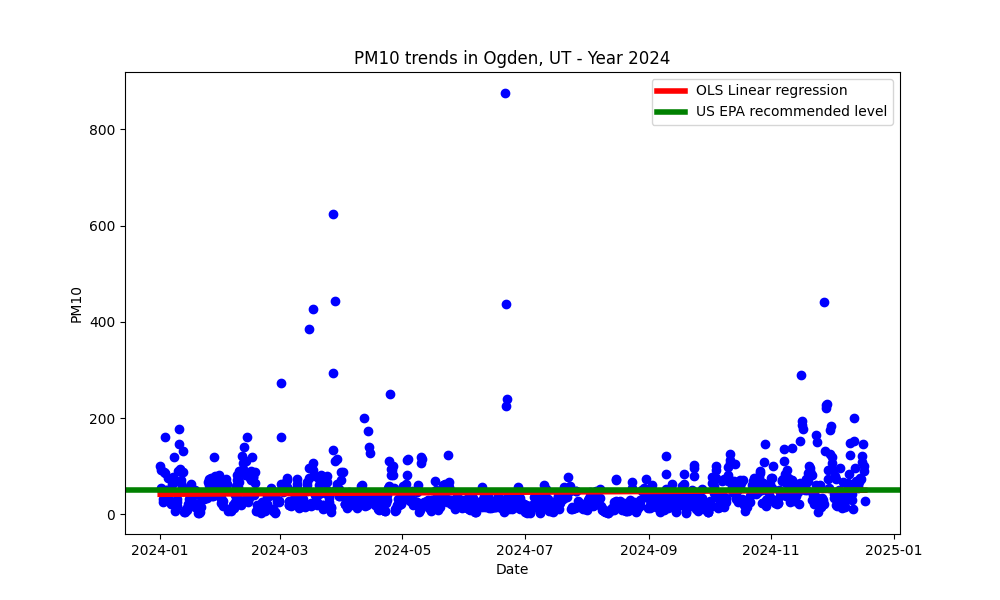 PM10 trends in Ogden, UT - Year 2024
OLS Linear regression
US EPA recommended level
800
600
400
200
0
PM10
2024-01
2024-03
2024-05
2024-07
2024-09
2024-11
2025-01
Date